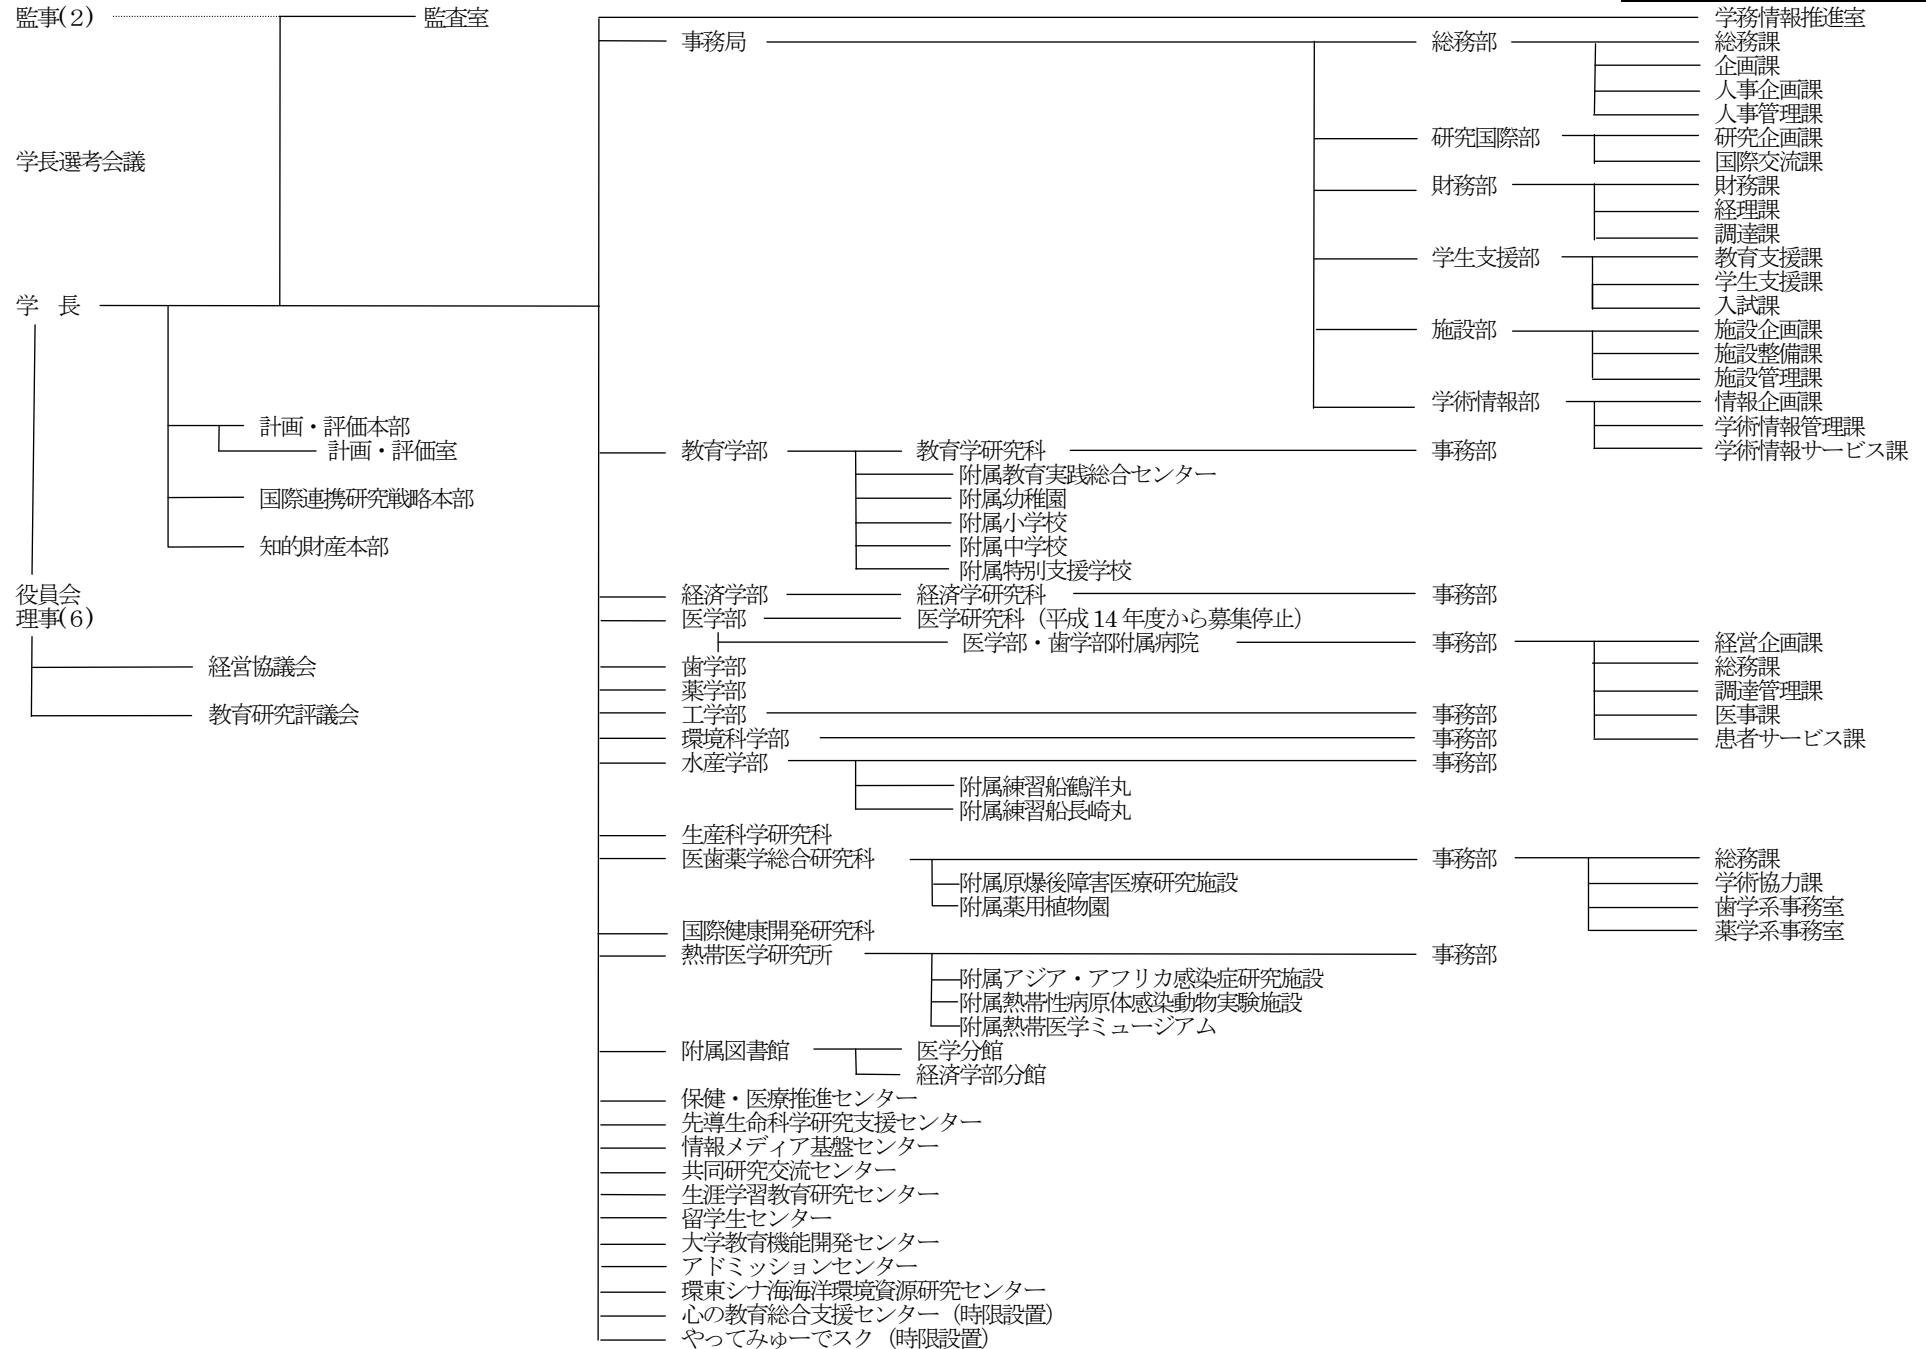 監事(2) 監査室 学務情報推進室
事務局 総務部 総務課
企画課
人事企画課
人事管理課
研究国際部 研究企画課
学長選考会議 国際交流課
財務部 財務課
経理課
調達課
学生支援部 教育支援課
学生支援課
学 長 入試課
施設部 施設企画課
施設整備課
施設管理課
学術情報部 情報企画課
計画・評価本部 学術情報管理課
計画・評価室 教育学部 教育学研究科 事務部 学術情報サービス課
附属教育実践総合センター
国際連携研究戦略本部 附属幼稚園
附属小学校
知的財産本部 附属中学校
附属特別支援学校
役員会 経済学部 経済学研究科 事務部
理事(6) 医学部 医学研究科（平成 14 年度から募集停止）
医学部・歯学部附属病院 事務部 経営企画課
経営協議会 歯学部 総務課
薬学部 調達管理課
教育研究評議会 工学部 事務部 医事課
環境科学部 事務部 患者サービス課
水産学部 事務部
附属練習船鶴洋丸
附属練習船長崎丸
生産科学研究科
医歯薬学総合研究科 事務部 総務課
附属原爆後障害医療研究施設 学術協力課
附属薬用植物園 歯学系事務室
国際健康開発研究科 薬学系事務室
熱帯医学研究所 事務部
附属アジア・アフリカ感染症研究施設
附属熱帯性病原体感染動物実験施設
附属熱帯医学ミュージアム
附属図書館 医学分館
経済学部分館
保健・医療推進センター
先導生命科学研究支援センター
情報メディア基盤センター
共同研究交流センター
生涯学習教育研究センター
留学生センター
大学教育機能開発センター
アドミッションセンター
環東シナ海海洋環境資源研究センター
心の教育総合支援センター（時限設置）
やってみゅーでスク（時限設置）